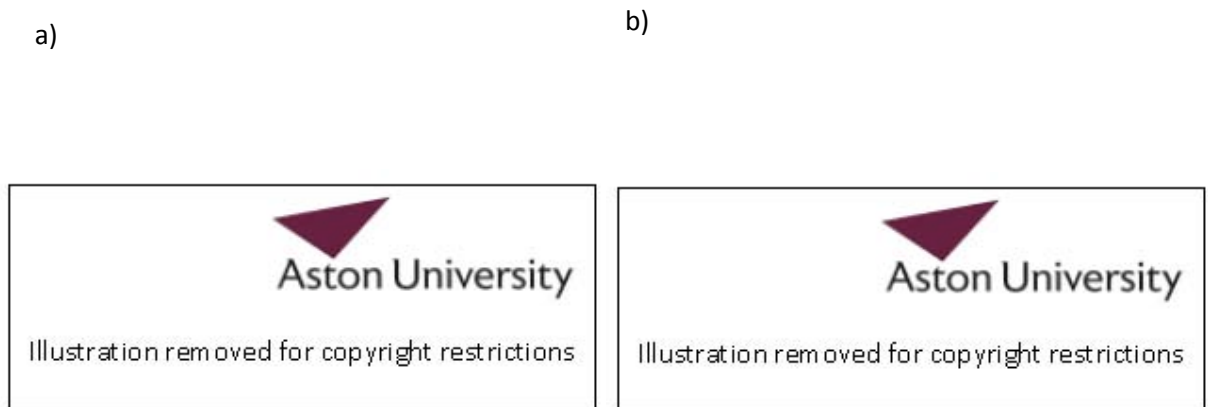 a)
b)
Aston University
Illustration removed for copyright restrictions
Aston University
Illustration removed for copyright restrictions